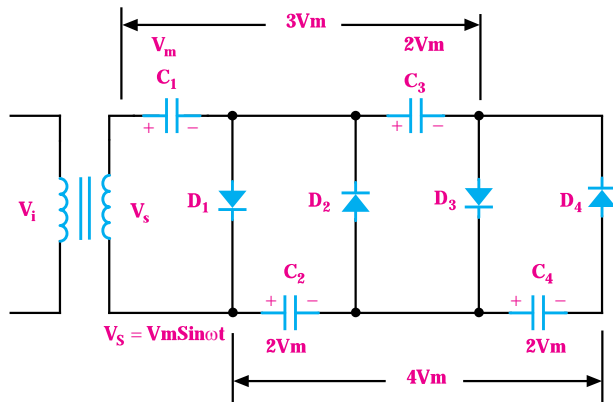 3Vm
Vm 2Vm
C1 C3
+ − + −
Vi Vs D1 D2 D3 D4
C2 C4
+ − + −
VS = VmSinωt 2Vm 2Vm
4Vm